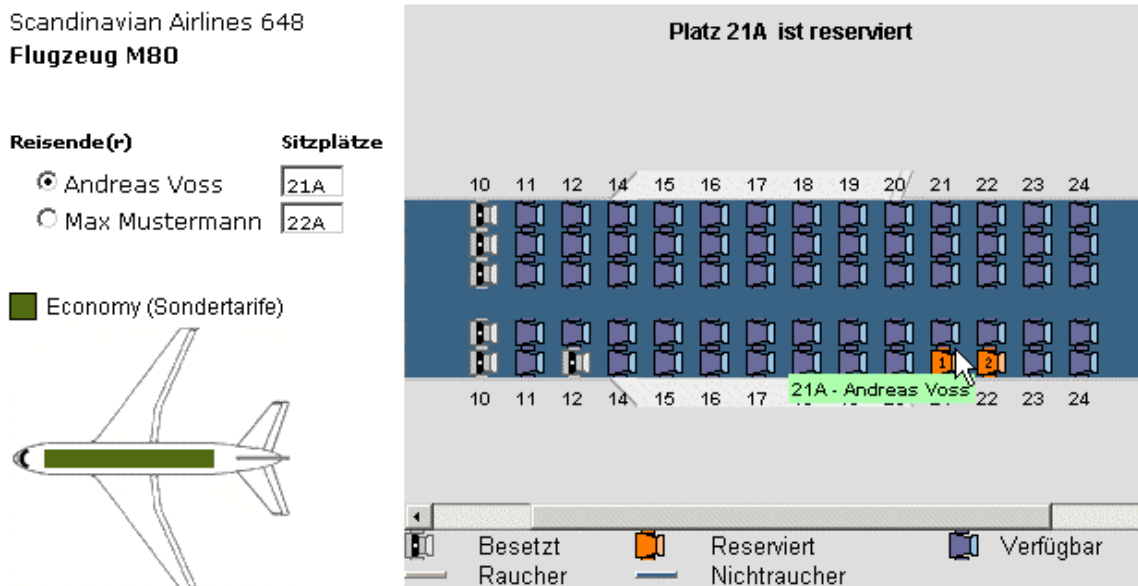 Scandinavian Airlines 648
Flugzeug M80
Reisende(r) Sitzplätze
Andreas Voss 21A
Max Mustermann 22A
Economy (Sondertarife)
Platz 21A ist reserviert
10 11 12 14 15 16 17 18 19 20 21 22 23 24
1 2
21A - Andreas Voss
10 11 12 14 15 16 17 22 23 24
Besetzt Reserviert Verfügbar
Raucher Nichtraucher